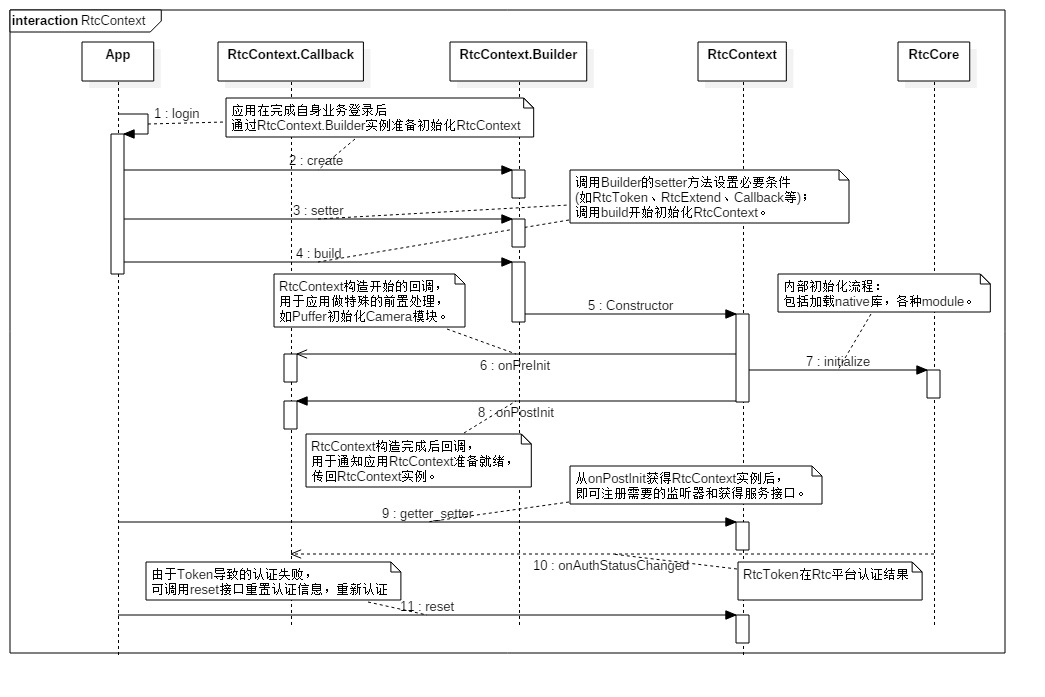 interaction RtcContext
App
RtcContext.Callback
RtcContext.Builder
RtcContext
RtcCore
1 : login
应用在完成自身业务登录后
通过RtcContext.Builder实例准备初始化RtcContext
2 : create
调用Builder的setter方法设置必要条件
(如RtcToken、RtcExtend、Callback等)；
调用build开始初始化RtcContext。
3 : setter
4 : build
RtcContext构造开始的回调，
用于应用做特殊的前置处理，
如Puffer初始化Camera模块。
内部初始化流程：
包括加载native库，各种module。
5 : Constructor
6 : onPreInit
7 : initialize
8 : onPostInit
RtcContext构造完成后回调，
用于通知应用RtcContext准备就绪，
传回RtcContext实例。
从onPostInit获得RtcContext实例后，
即可注册需要的监听器和获得服务接口。
9 : getter_setter
10 : onAuthStatusChanged
RtcToken在Rtc平台认证结果
由于Token导致的认证失败，
可调用reset接口重置认证信息，重新认证
11 : reset